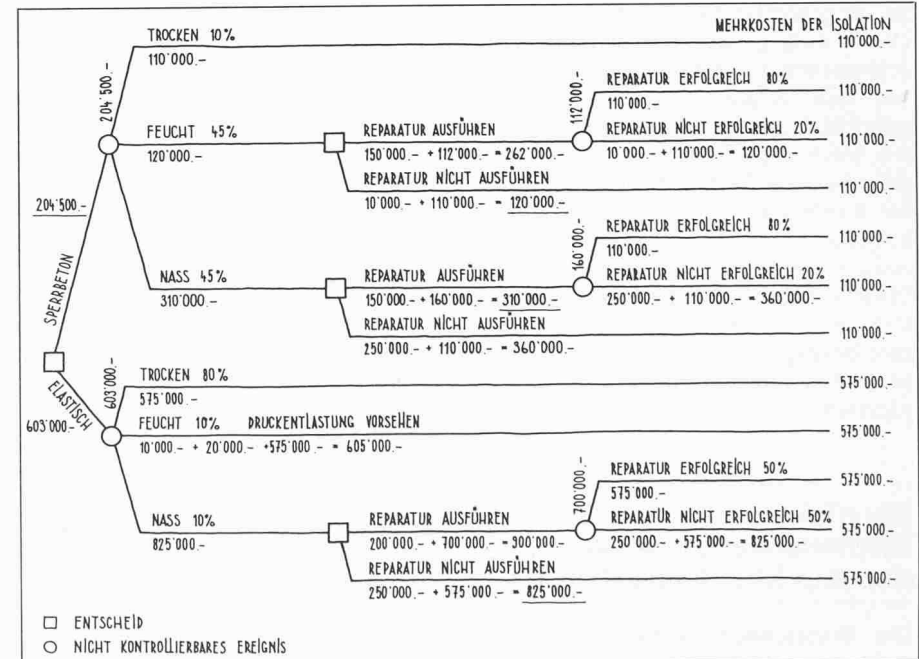 MEHRKOSTEN DER ISOLATION
TROCKEN 10%
110'000.-
110'000.-
204'500.-
REPARATUR ERFOLGREICH 80%
110'000.-
110'000.-
112'000.-
FEUCHT 45%
120'000.-
REPARATUR AUSFÜHREN
150'000.- + 112'000.- = 262'000.-
REPARATUR NICHT ERFOLGREICH 20%
10'000.- + 110'000.- = 120'000.-
110'000.-
REPARATUR NICHT AUSFÜHREN
10'000.- + 110'000.- = 120'000.-
110'000.-
204'500.-
SPERRBETON
REPARATUR ERFOLGREICH 80%
110'000.-
110'000.-
160'000.-
NASS 45%
310'000.-
REPARATUR AUSFÜHREN
150'000.- + 160'000.- = 310'000.-
REPARATUR NICHT ERFOLGREICH 20%
250'000.- + 110'000.- = 360'000.-
110'000.-
REPARATUR NICHT AUSFÜHREN
250'000.- + 110'000.- = 360'000.-
110'000.-
ELASTISCH
603'000.-
603'000.-
TROCKEN 80%
575'000.-
575'000.-
FEUCHT 10% DRUCKENTLASTUNG VORSEHEN
10'000.- + 20'000.- +575'000.- = 605'000.-
575'000.-
REPARATUR ERFOLGREICH 50%
575'000.-
575'000.-
700'000.-
NASS 10%
825'000.-
REPARATUR AUSFÜHREN
200'000.- + 700'000.- = 300'000.-
REPARATÜR NICHT ERFOLGREICH 50%
250'000.- + 575'000.- = 825'000.-
575'000.-
REPARATUR NICHT AUSFÜHREN
250'000.- + 575'000.- = 825'000.-
575'000.-
ENTSCHEID
NICHT KONTROLLIERBARES EREIGNIS